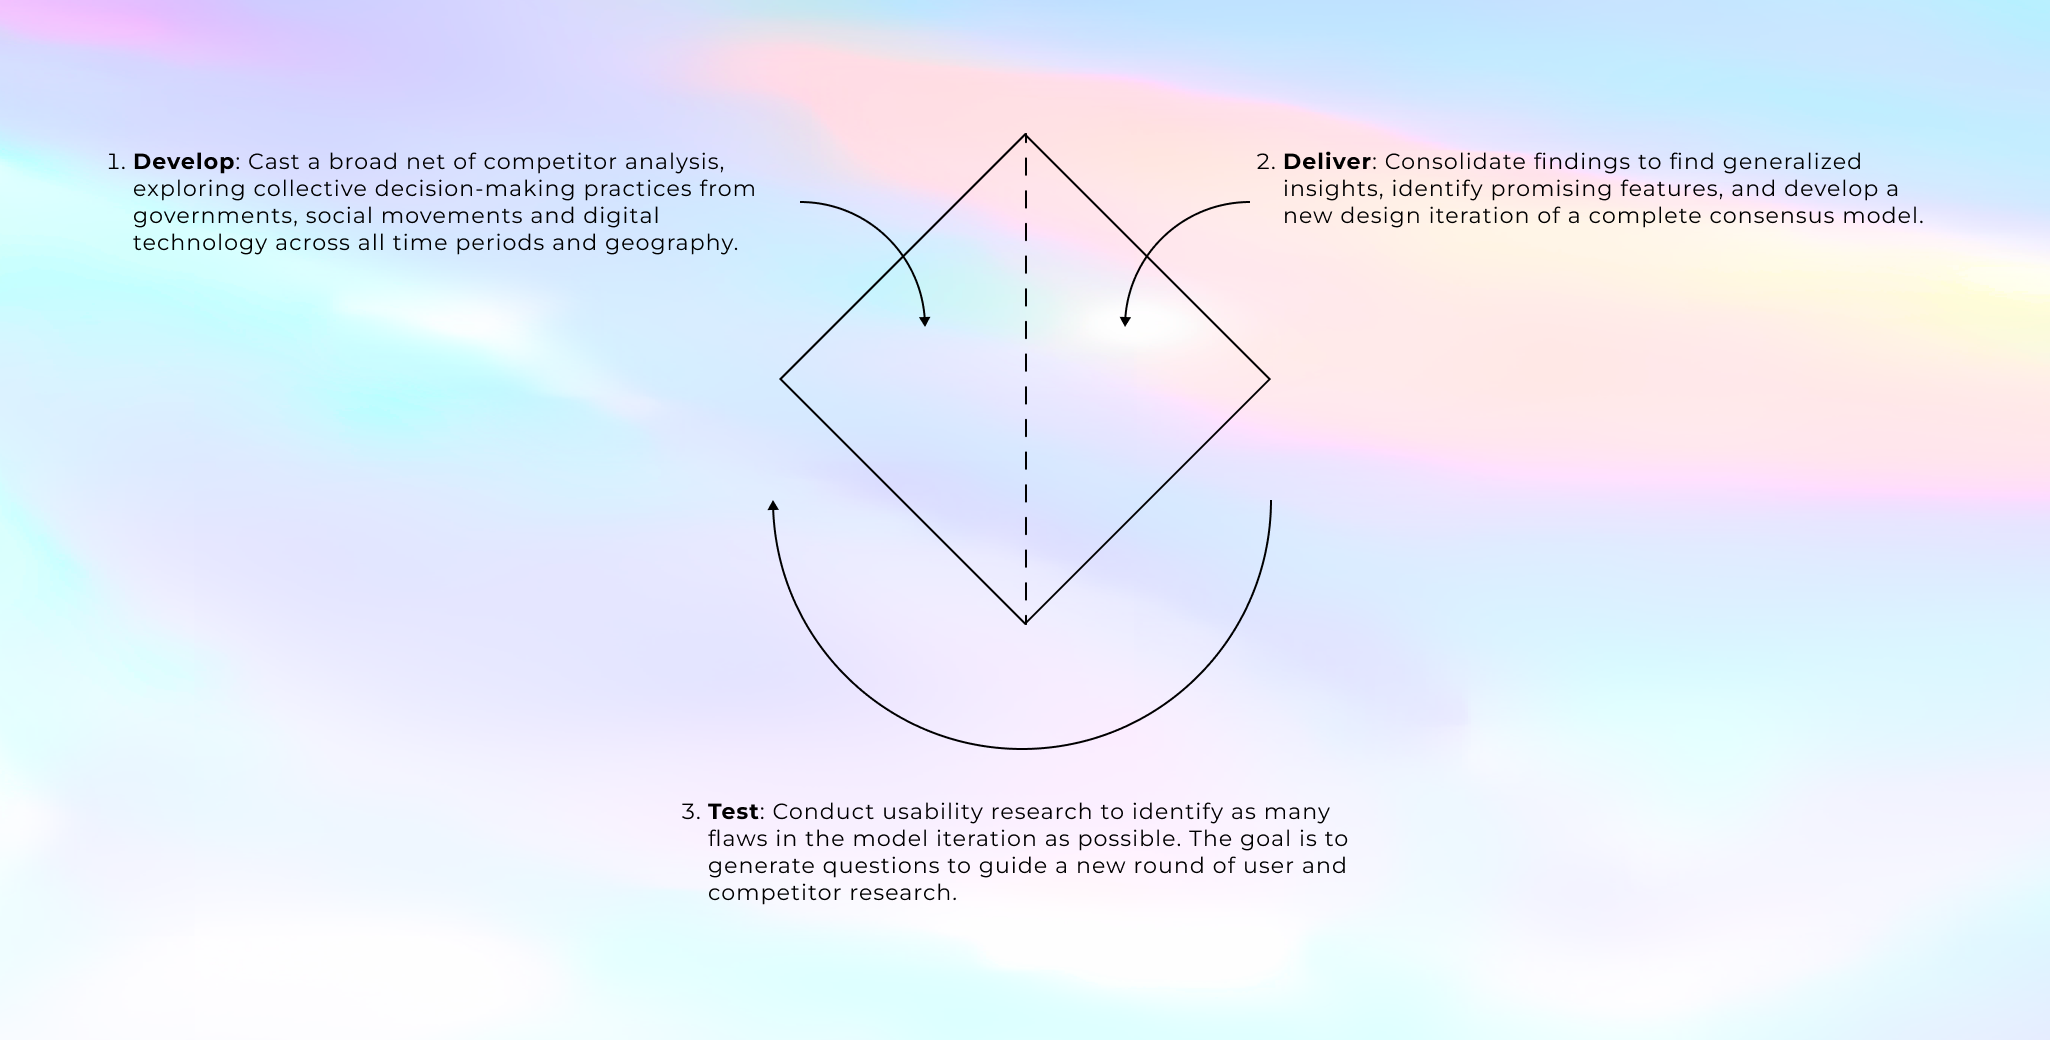 1. Develop: Cast a broad net of competitor analysis,
exploring collective decision-making practices from
governments, social movements and digital
technology across all time periods and geography.
2. Deliver: Consolidate findings to find generalized
insights, identify promising features, and develop a
new design iteration of a complete consensus model.
3. Test: Conduct usability research to identify as many
flaws in the model iteration as possible. The goal is to
generate questions to guide a new round of user and
competitor research.